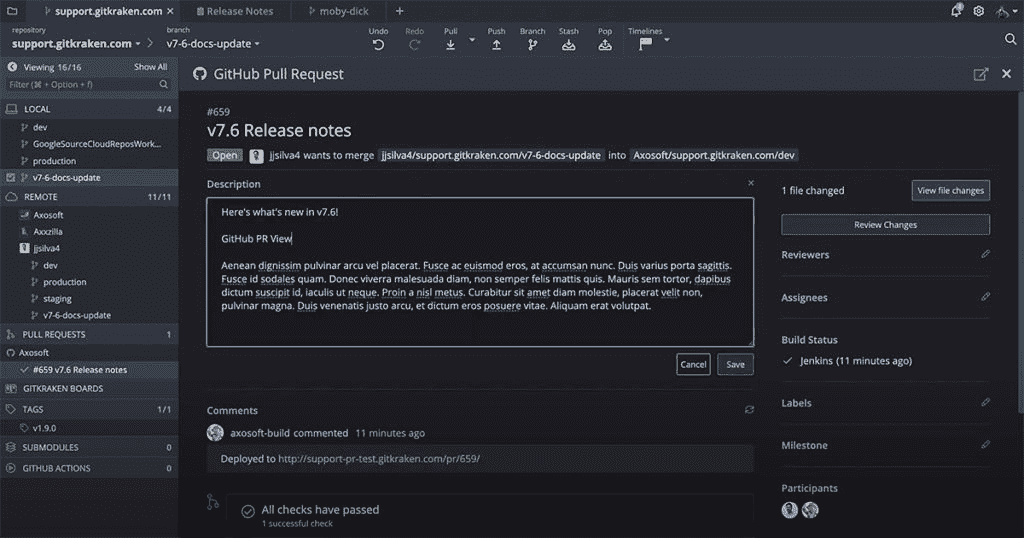 support.gitkraken.com
Release Notes
moby-dick
repository
support.gitkraken.com
branch
v7-6-docs-update
Undo
Redo
Pull
Push
Branch
Stash
Pop
Timelines
Viewing 16/16
Show All
Filter (⌘ + Option + f)
LOCAL 4/4
dev
GoogleSourceCloudReposWork...
production
v7-6-docs-update
REMOTE 11/11
Axosoft
Axxzilla
jjsilva4
dev
production
staging
v7-6-docs-update
PULL REQUESTS 1
Axosoft
#659 v7.6 Release notes
GITKRAKEN BOARDS
TAGS 1/1
v1.9.0
SUBMODULES 0
GITHUB ACTIONS 0
GitHub Pull Request
#659
v7.6 Release notes
Open jjsilva4 wants to merge jjsilva4/support.gitkraken.com/v7-6-docs-update into Axosoft/support.gitkraken.com/dev
Description
Here's what's new in v7.6!
GitHub PR View
Aenean dignissim pulvinar arcu vel placerat. Fusce ac euismod eros, at accumsan nunc. Duis varius porta sagittis.
Fusce id sodales quam. Donec viverra malesuada diam, non semper felis mattis quis. Mauris sem tortor, dapibus
dictum suscipit id, iaculis ut neque. Proin a nisl metus. Curabitur sit amet diam molestie, placerat velit non,
pulvinar magna. Duis venenatis justo arcu, et dictum eros posuere vitae. Aliquam erat volutpat.
Cancel
Save
Comments
axosoft-build commented 11 minutes ago
Deployed to http://support-pr-test.gitkraken.com/pr/659/
All checks have passed
1 successful check
1 file changed
View file changes
Review Changes
Reviewers
Assignees
Build Status
Jenkins (11 minutes ago)
Labels
Milestone
Participants